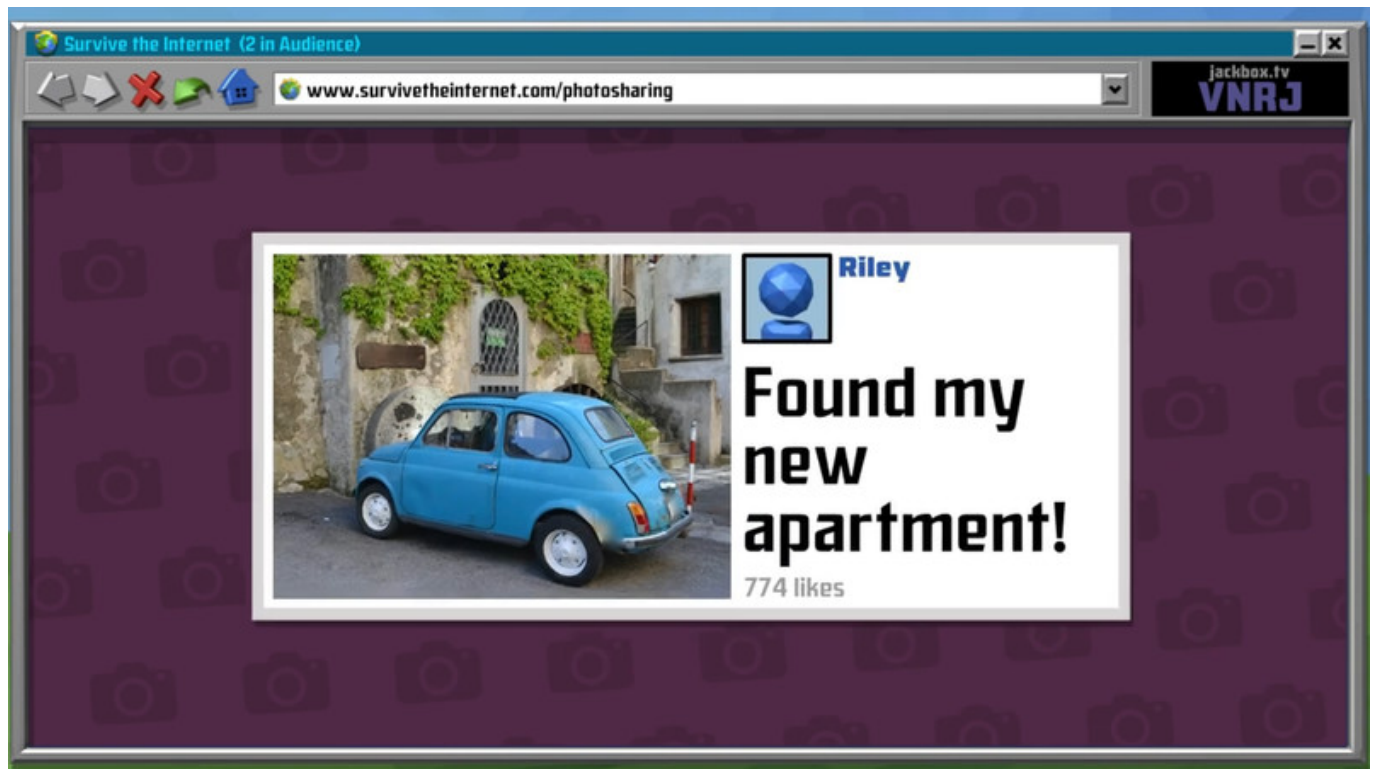 Survive the Internet (2 in Audience)
www.survivetheinternet.com/photosharing
jackbox.tv
VNRJ
Riley
Found my
new
apartment!
774 likes